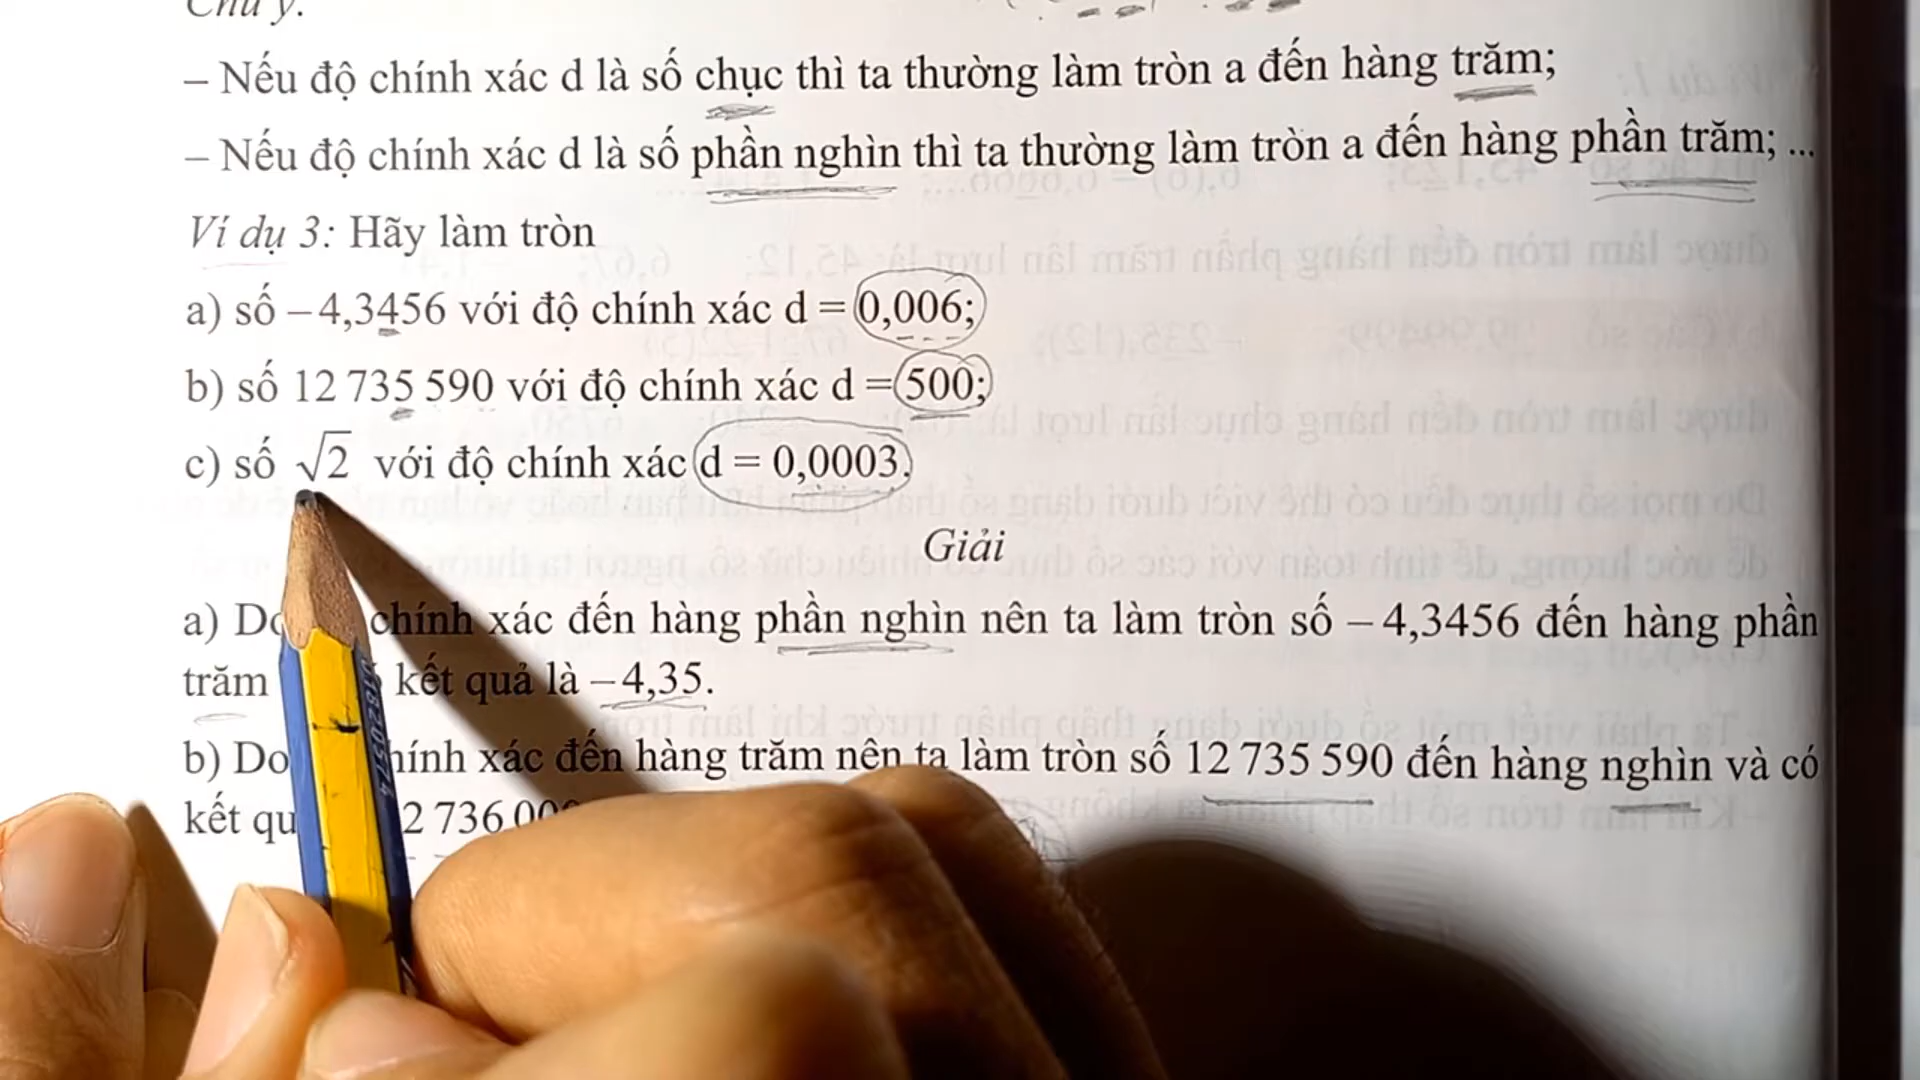 Chú ý:
– Nếu độ chính xác d là số chục thì ta thường làm tròn a đến hàng trăm;
– Nếu độ chính xác d là số phần nghìn thì ta thường làm tròn a đến hàng phần trăm; ...
Ví dụ 3: Hãy làm tròn
a) số – 4,3456 với độ chính xác d = 0,006;
b) số 12 735 590 với độ chính xác d = 500;
c) số √2 với độ chính xác d = 0,0003.
Giải
a) Do chính xác đến hàng phần nghìn nên ta làm tròn số – 4,3456 đến hàng phần
trăm kết quả là – 4,35.
b) Do chính xác đến hàng trăm nên ta làm tròn số 12 735 590 đến hàng nghìn và có
kết qu 2 736 00